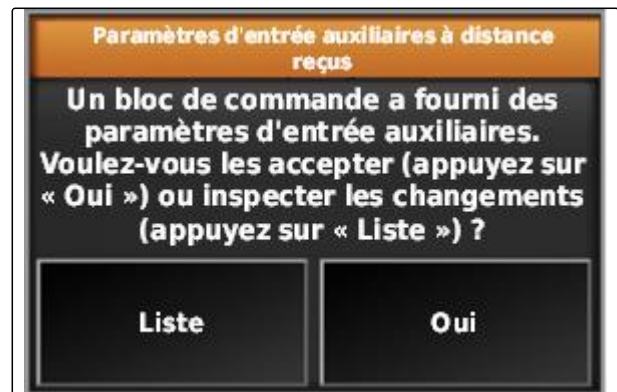 Paramètres d'entrée auxiliaires à distance
reçus
Un bloc de commande a fourni des
paramètres d'entrée auxiliaires.
Voulez-vous les accepter (appuyez sur
« Oui ») ou inspecter les changements
(appuyez sur « Liste ») ?
Liste
Oui